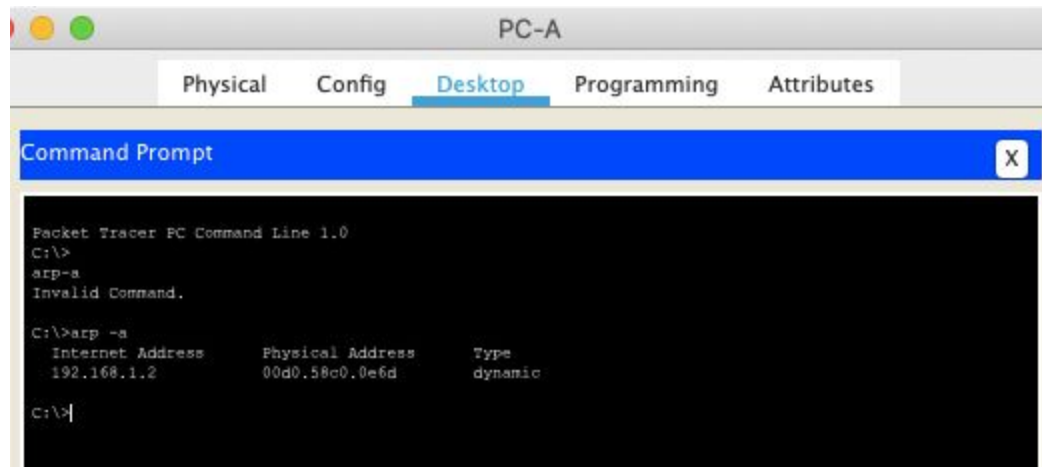 PC-A
Physical Config Desktop Programming Attributes
Command Prompt X
Packet Tracer PC Command Line 1.0
C:\>
arp-a
Invalid Command.
C:\>arp -a
Internet Address Physical Address Type
192.168.1.2 00d0.58c0.0e6d dynamic
C:\>